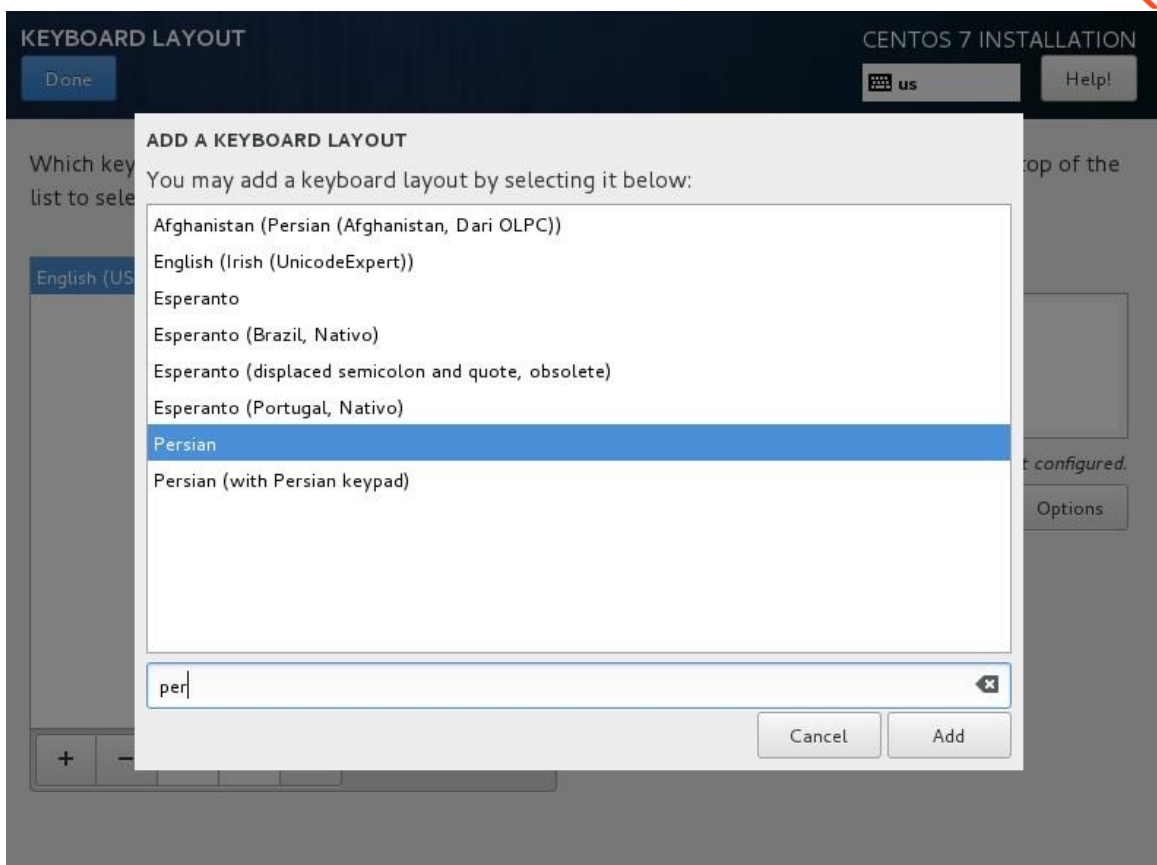 KEYBOARD LAYOUT
CENTOS 7 INSTALLATION
Done
us
Help!
Which key
top of the
list to sele
ADD A KEYBOARD LAYOUT
You may add a keyboard layout by selecting it below:
English (US
Afghanistan (Persian (Afghanistan, Dari OLPC))
English (Irish (UnicodeExpert))
Esperanto
Esperanto (Brazil, Nativo)
Esperanto (displaced semicolon and quote, obsolete)
Esperanto (Portugal, Nativo)
Persian
Persian (with Persian keypad)
t configured.
Options
per
Cancel
Add
+
−